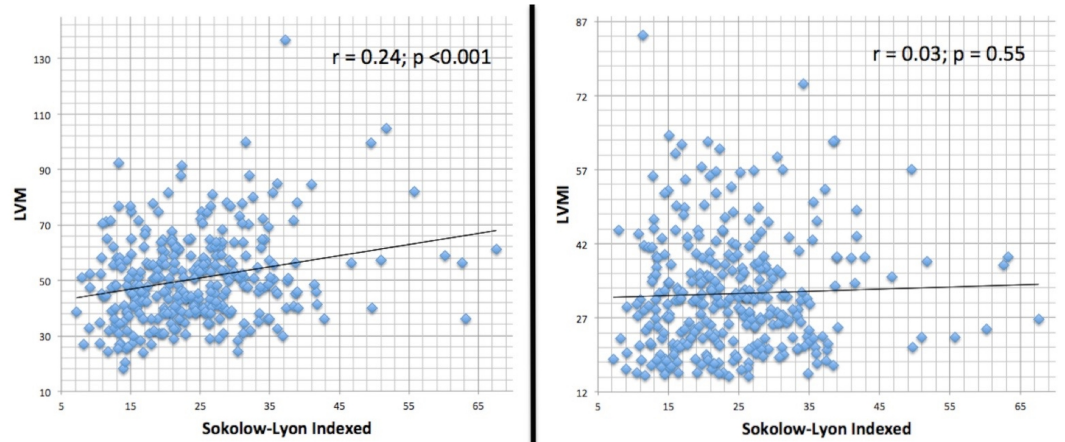 r = 0.24; p <0.001
130
110
90
70
50
30
10
LVM
5 15 25 35 45 55 65
Sokolow-Lyon Indexed
r = 0.03; p = 0.55
87
72
57
42
27
12
LVMI
5 15 25 35 45 55 65
Sokolow-Lyon Indexed